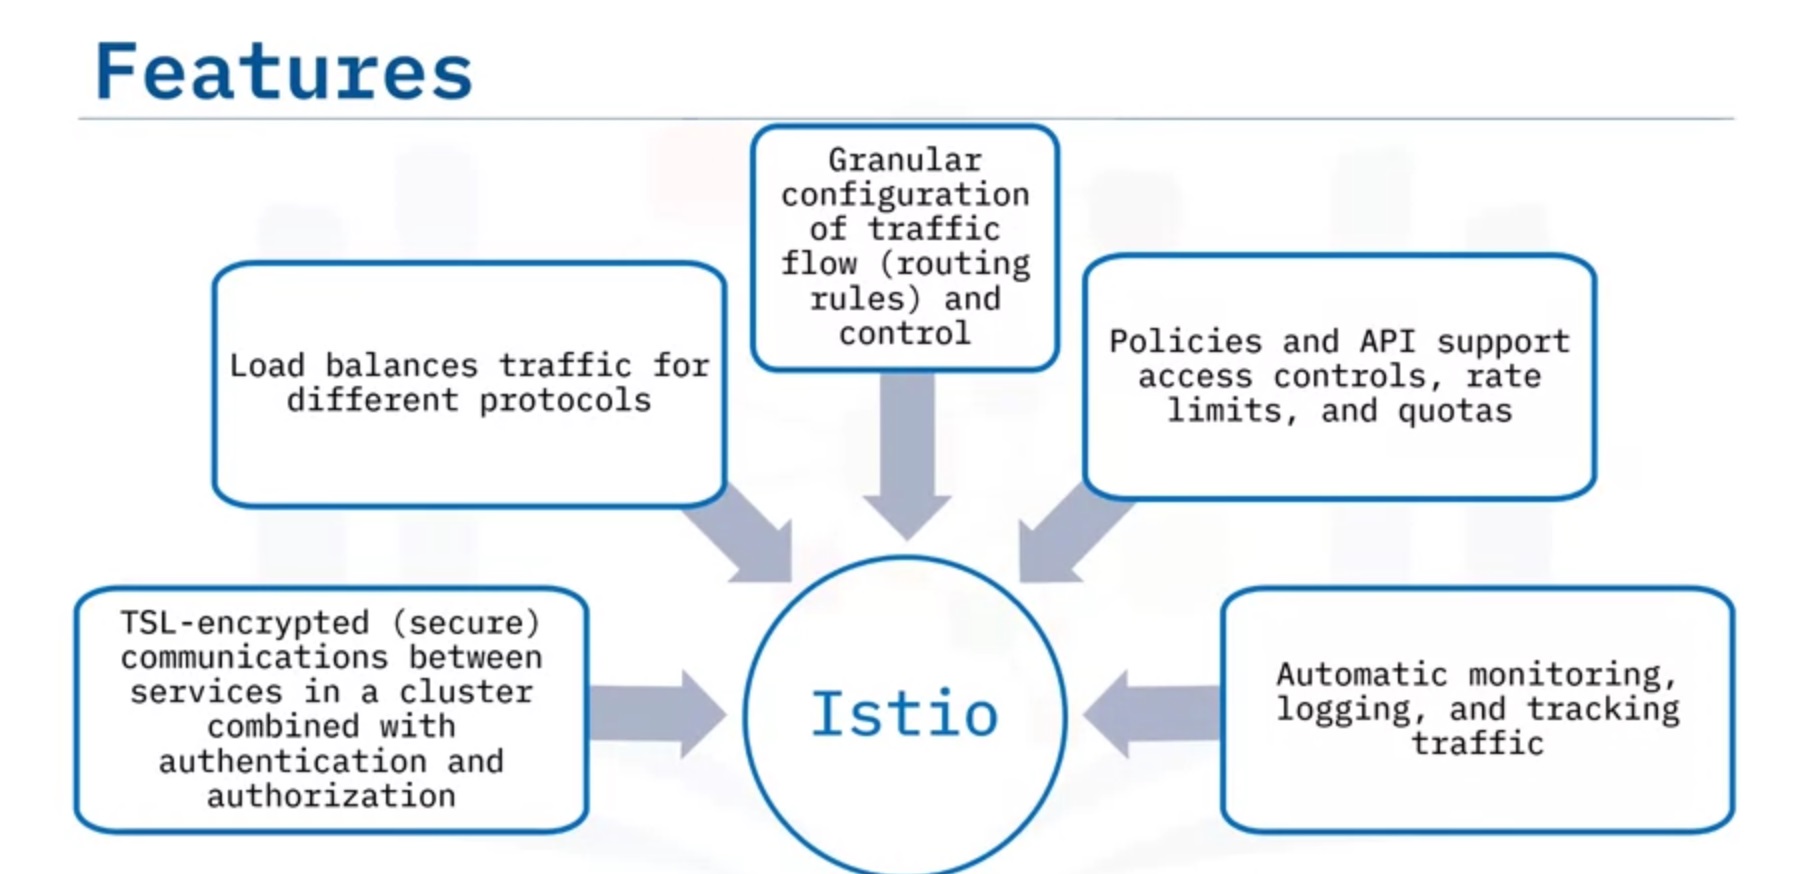 Features
Granular
configuration
of traffic
flow (routing
rules) and
control
Load balances traffic for
different protocols
Policies and API support
access controls, rate
limits, and quotas
TSL-encrypted (secure)
communications between
services in a cluster
combined with
authentication and
authorization
Istio
Automatic monitoring,
logging, and tracking
traffic